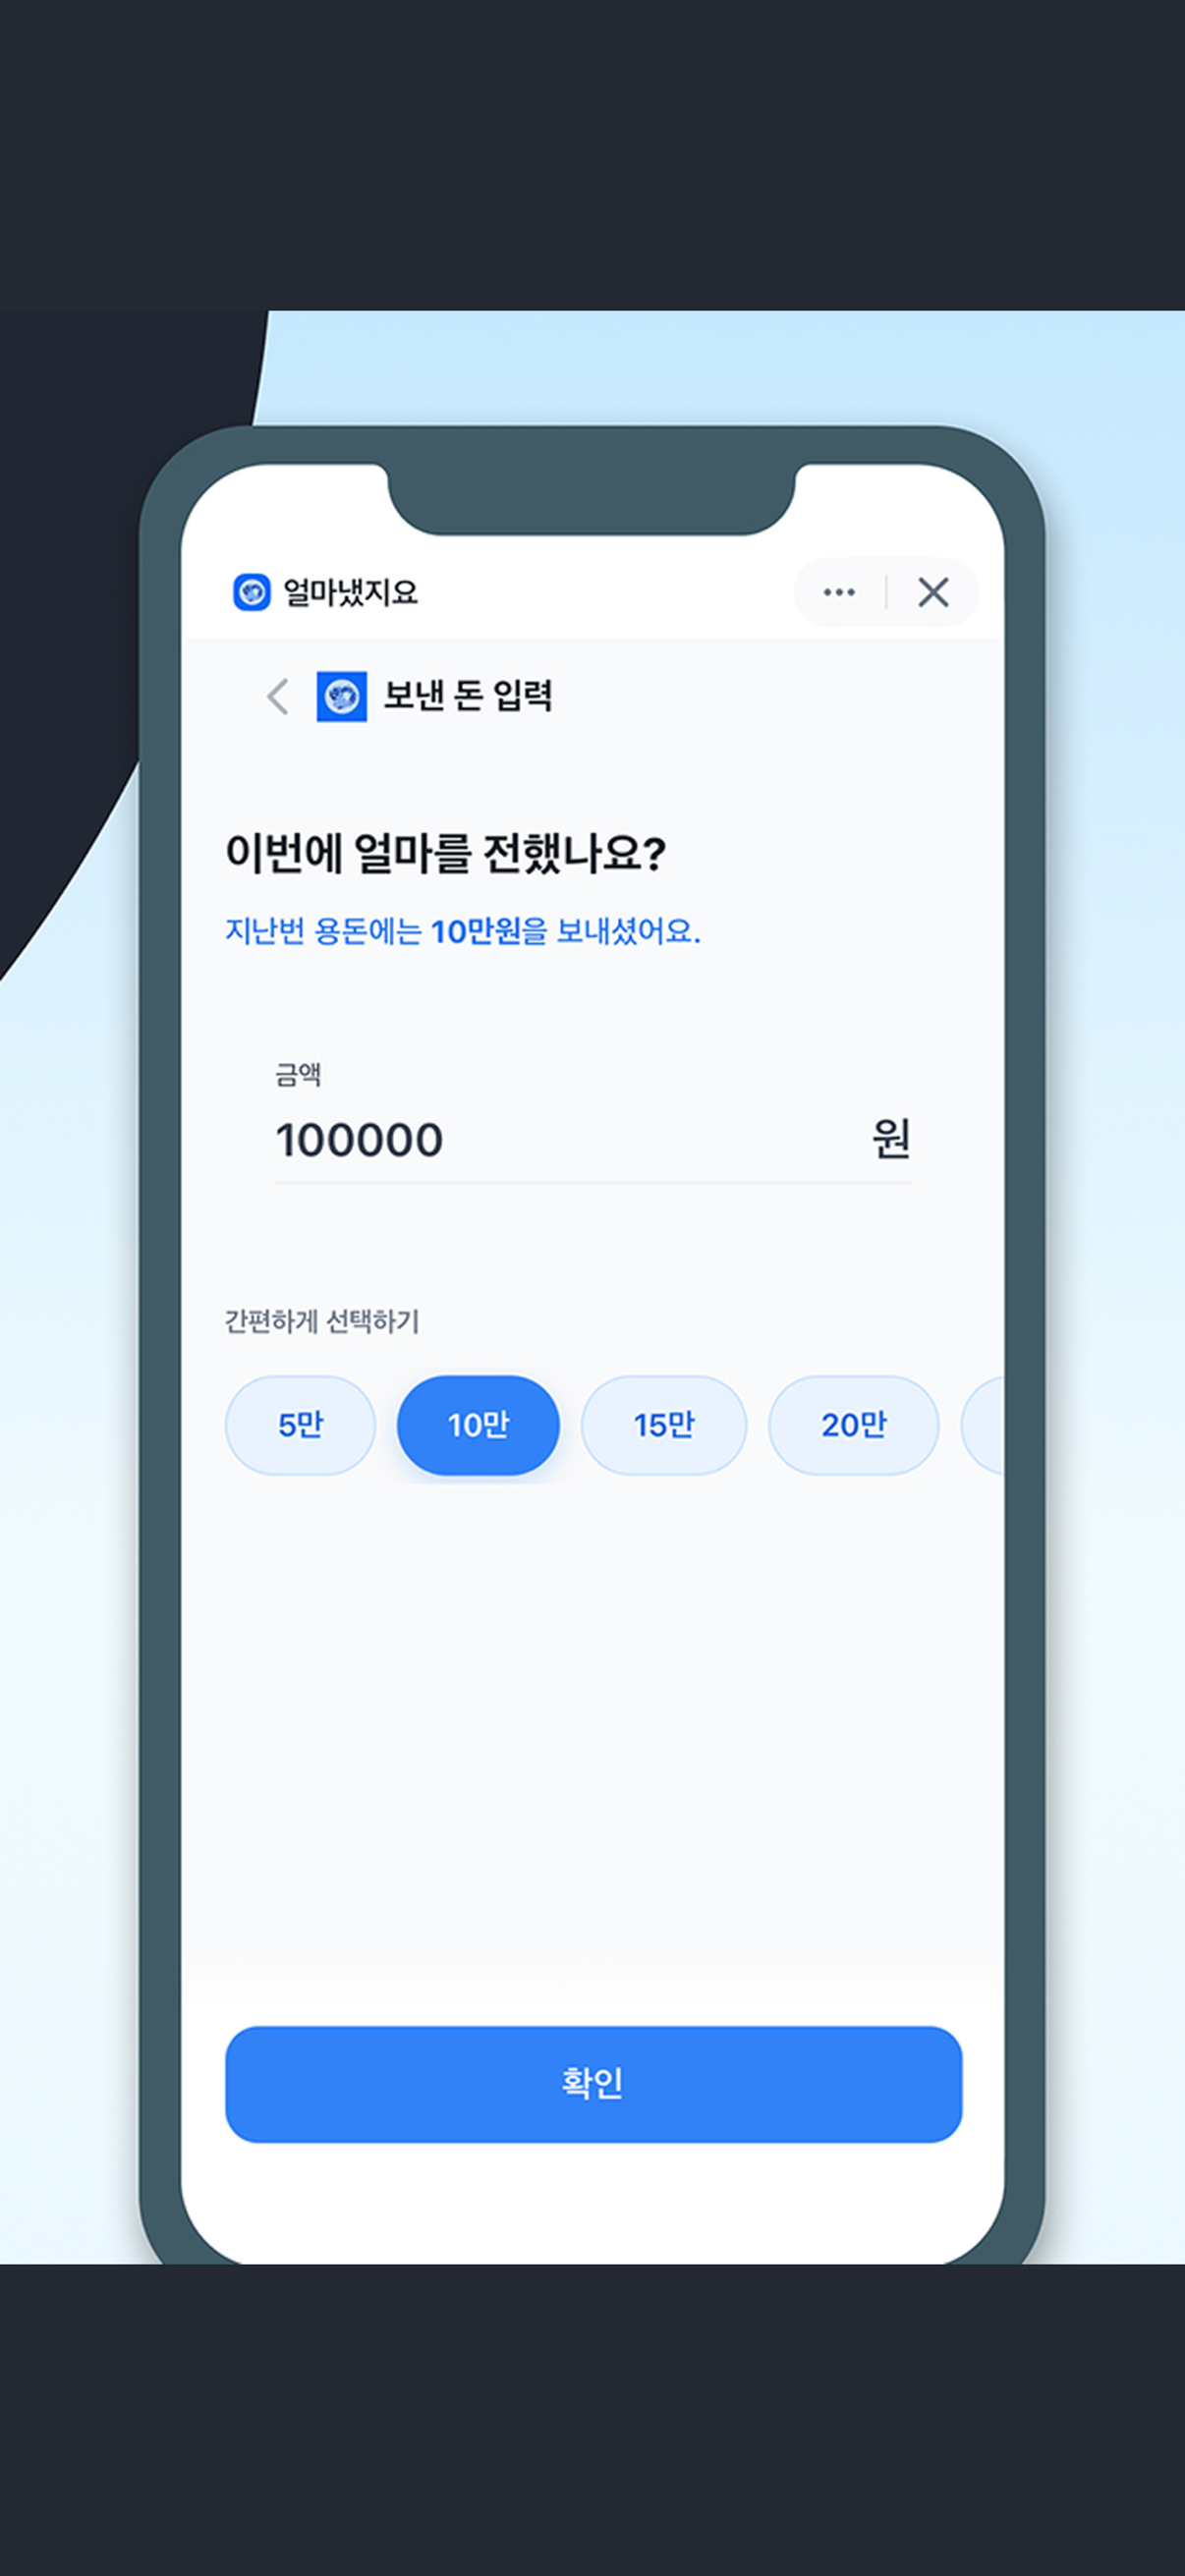 얼마냈지요
보낸 돈 입력
이번에 얼마를 전했나요?
지난번 용돈에는 10만원을 보내셨어요.
금액
100000 원
간편하게 선택하기
5만 10만 15만 20만
확인